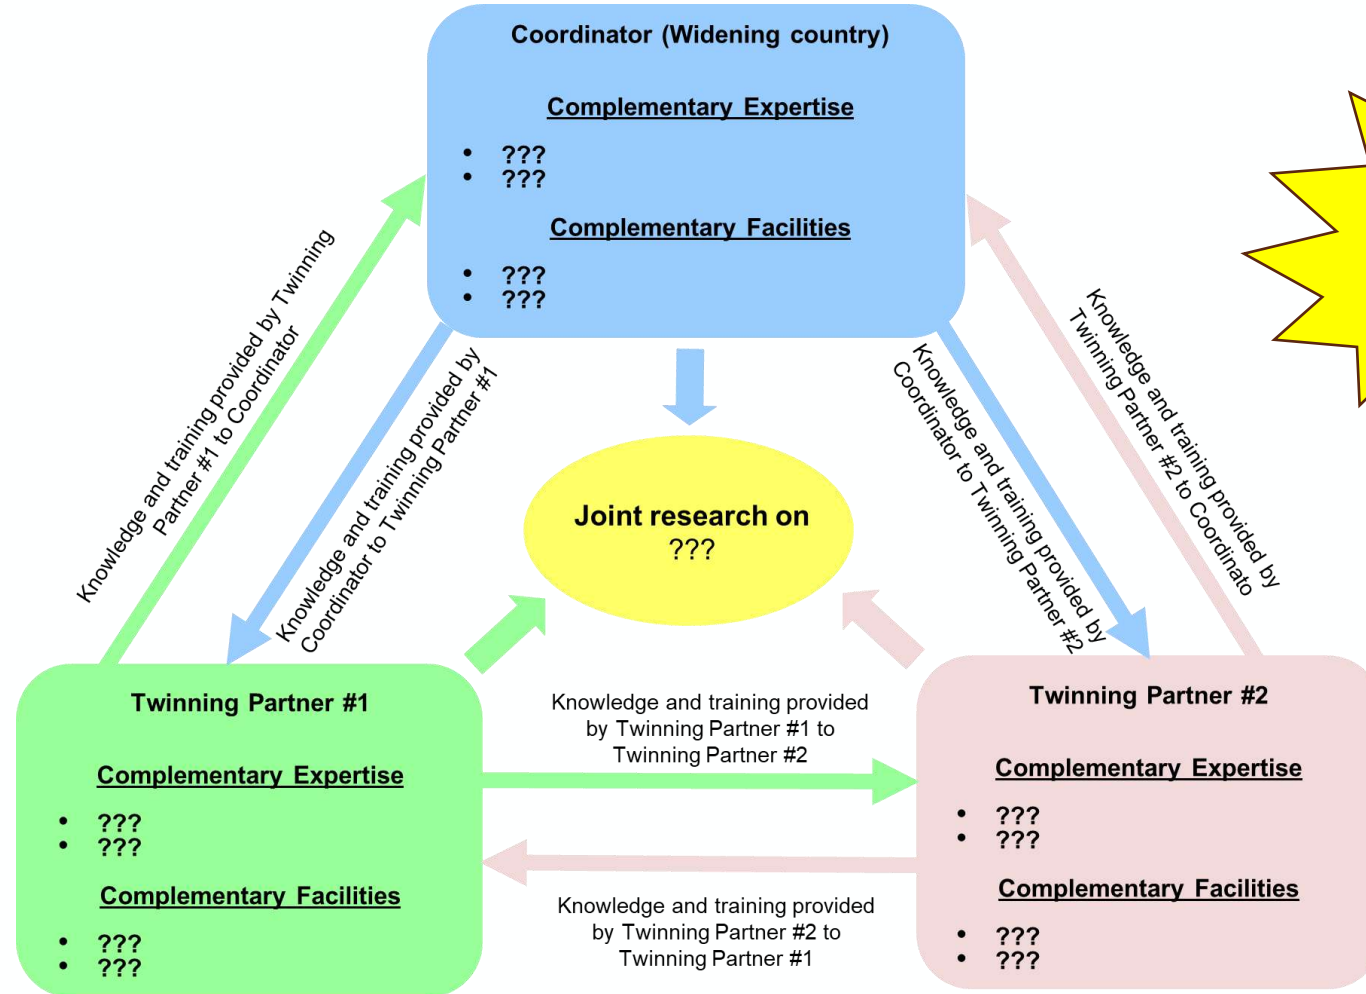 Coordinator (Widening country)
Complementary Expertise
• ???
• ???
Complementary Facilities
• ???
• ???
Knowledge and training provided by Twinning
Partner #1 to Coordinator
Knowledge and training provided by
Coordinator to Twinning Partner #1
Knowledge and training provided by
Coordinator to Twinning Partner #2
Knowledge and training provided by
Twinning Partner #2 to Coordinato
Joint research on
???
Twinning Partner #1
Complementary Expertise
• ???
• ???
Complementary Facilities
• ???
• ???
Knowledge and training provided
by Twinning Partner #1 to
Twinning Partner #2
Knowledge and training provided
by Twinning Partner #2 to
Twinning Partner #1
Twinning Partner #2
Complementary Expertise
• ???
• ???
Complementary Facilities
• ???
• ???